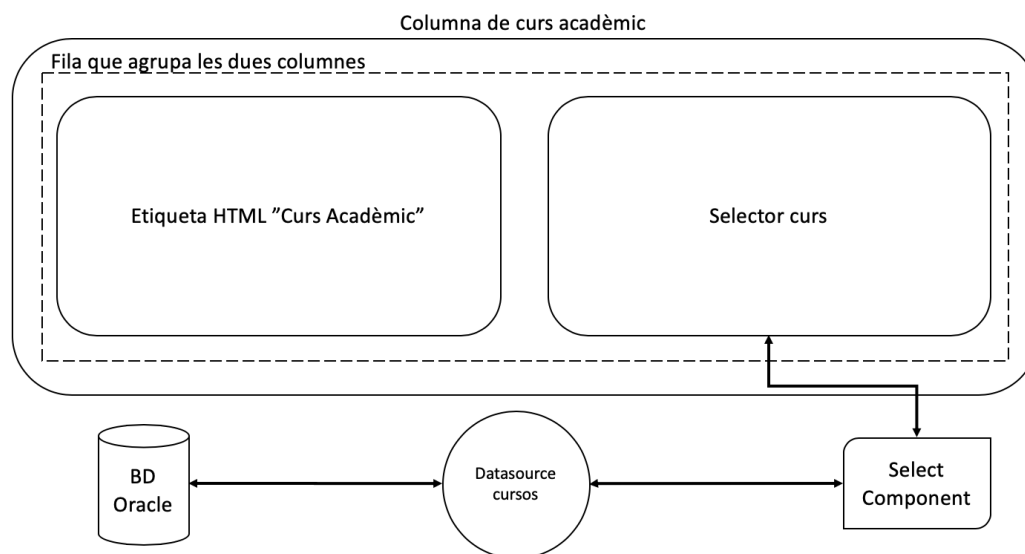 Columna de curs acadèmic
Fila que agrupa les dues columnes
Etiqueta HTML ”Curs Acadèmic”
Selector curs
BD
Oracle
Datasource
cursos
Select
Component